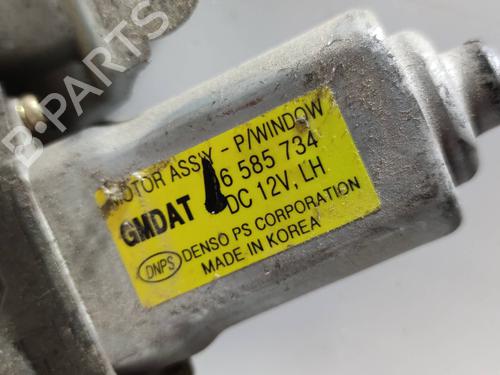 B-PARTS
MOTOR ASSY - P/WINDOW
GMDAT 6 585 734
DC 12V, LH
DNPS DENSO PS CORPORATION
MADE IN KOREA